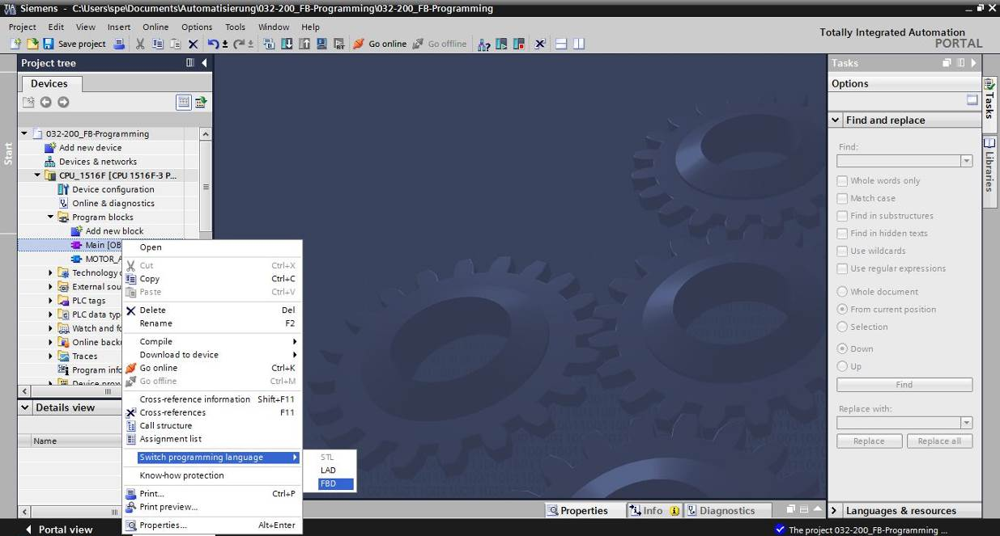 Siemens - C:\Users\spe\Documents\Automatisierung\032-200_FB-Programming\032-200_FB-Programming
Project Edit View Insert Online Options Tools Window Help
Totally Integrated Automation
PORTAL
Save project Go online Go offline
Project tree
Devices
Start
032-200_FB-Programming
Add new device
Devices & networks
CPU_1516F [CPU 1516F-3 P...
Device configuration
Online & diagnostics
Program blocks
Add new block
Main [OB
MOTOR_A
Technology
External sou
PLC tags
PLC data typ
Watch and fo
Online back
Traces
Program info
Device proxy
Details view
Name
Portal view
Open
Cut Ctrl+X
Copy Ctrl+C
Paste Ctrl+V
Delete Del
Rename F2
Compile
Download to device
Go online Ctrl+K
Go offline Ctrl+M
Cross-reference information Shift+F11
Cross-references F11
Call structure
Assignment list
Switch programming language
Know-how protection
Print... Ctrl+P
Print preview...
Properties... Alt+Enter
STL
LAD
FBD
Properties Info Diagnostics
Tasks
Options
Find and replace
Find:
Whole words only
Match case
Find in substructures
Find in hidden texts
Use wildcards
Use regular expressions
Whole document
From current position
Selection
Down
Up
Find
Replace with:
Replace Replace all
Languages & resources
Tasks
Libraries
The project 032-200_FB-Programming ...